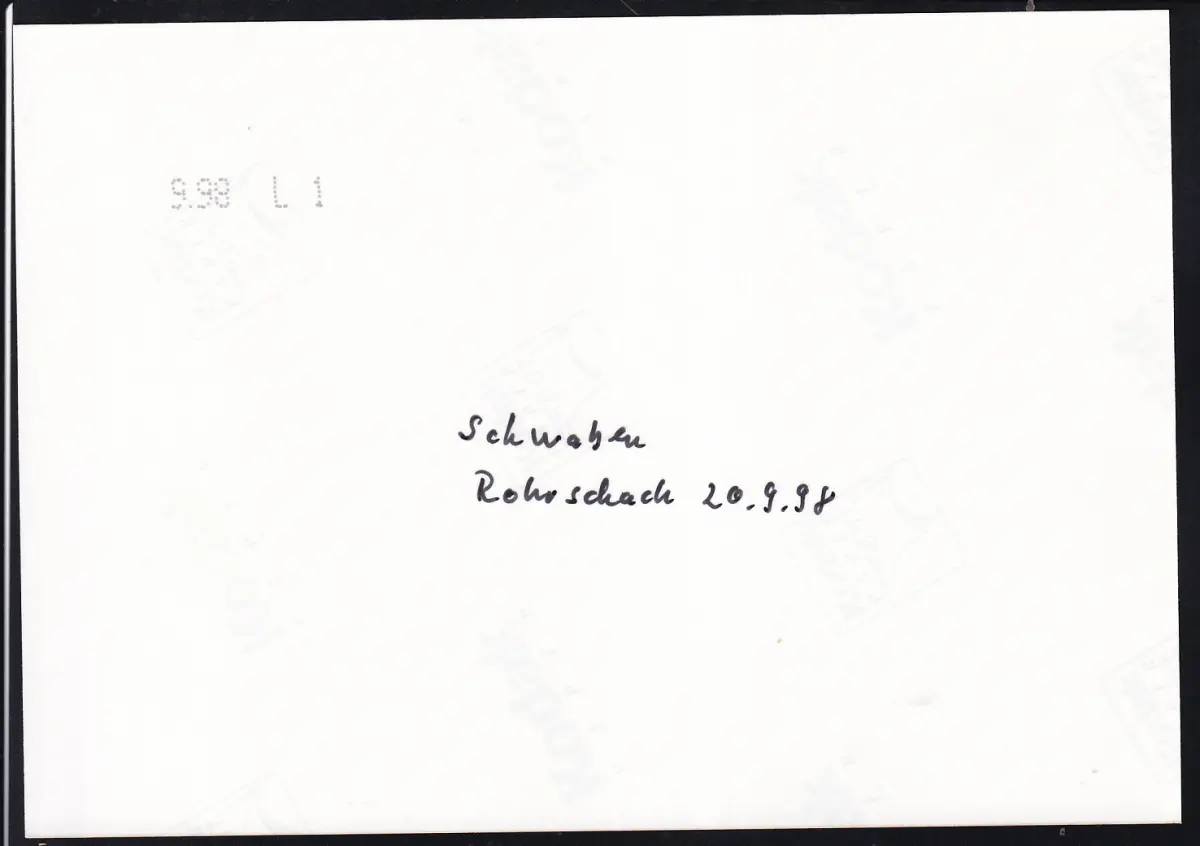 9.98 L 1
Schwaben
Rohrschach 20.9.98